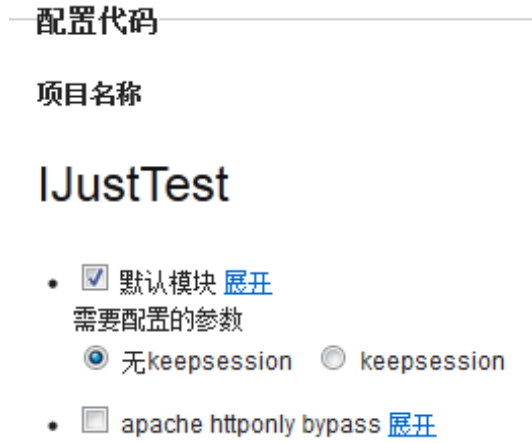 配置代码
项目名称
IJustTest
默认模块 展开
需要配置的参数
无keepsession keepsession
apache httponly bypass 展开